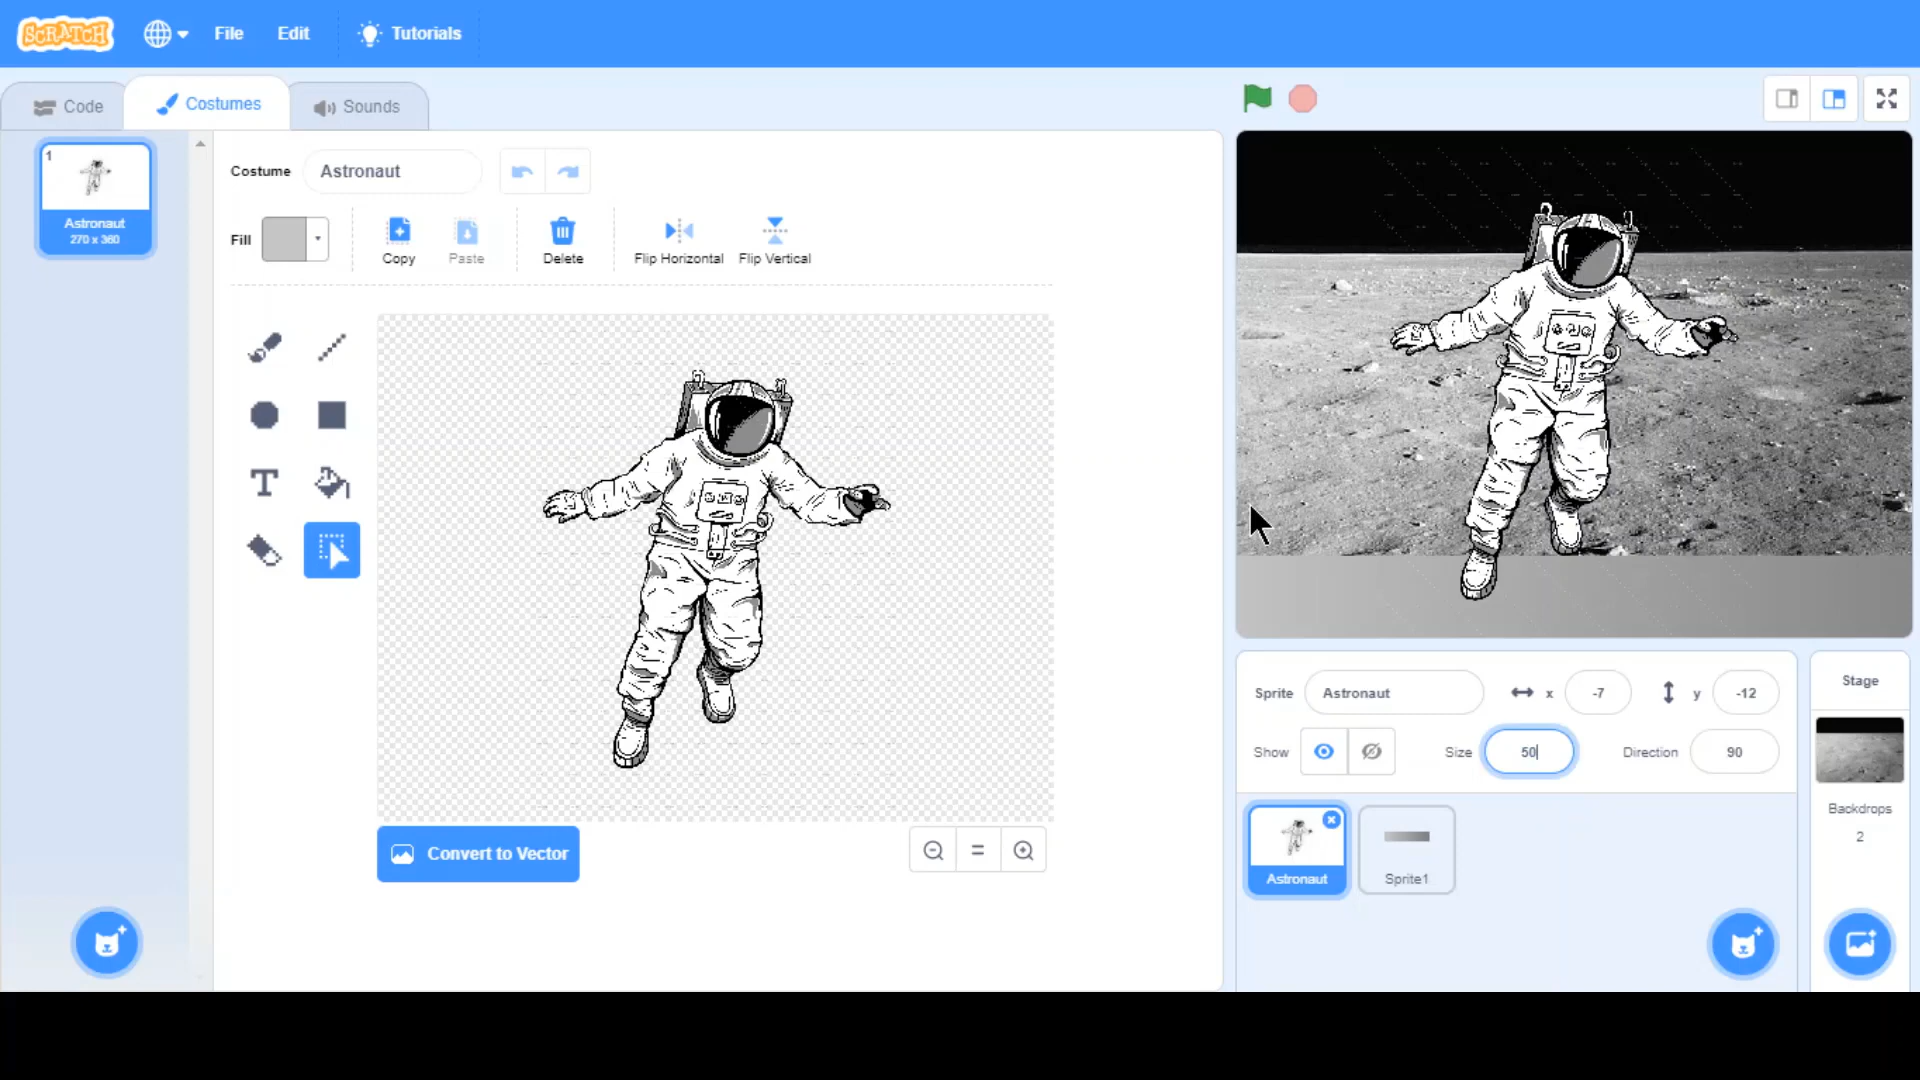 SCRATCH File Edit Tutorials
Code Costumes Sounds
1
Astronaut
270 x 360
Costume Astronaut
Fill
Copy Paste Delete Flip Horizontal Flip Vertical
T
Convert to Vector
=
Sprite Astronaut x -7 y -12
Show Size 50 Direction 90
Astronaut
Sprite1
Stage
Backdrops
2